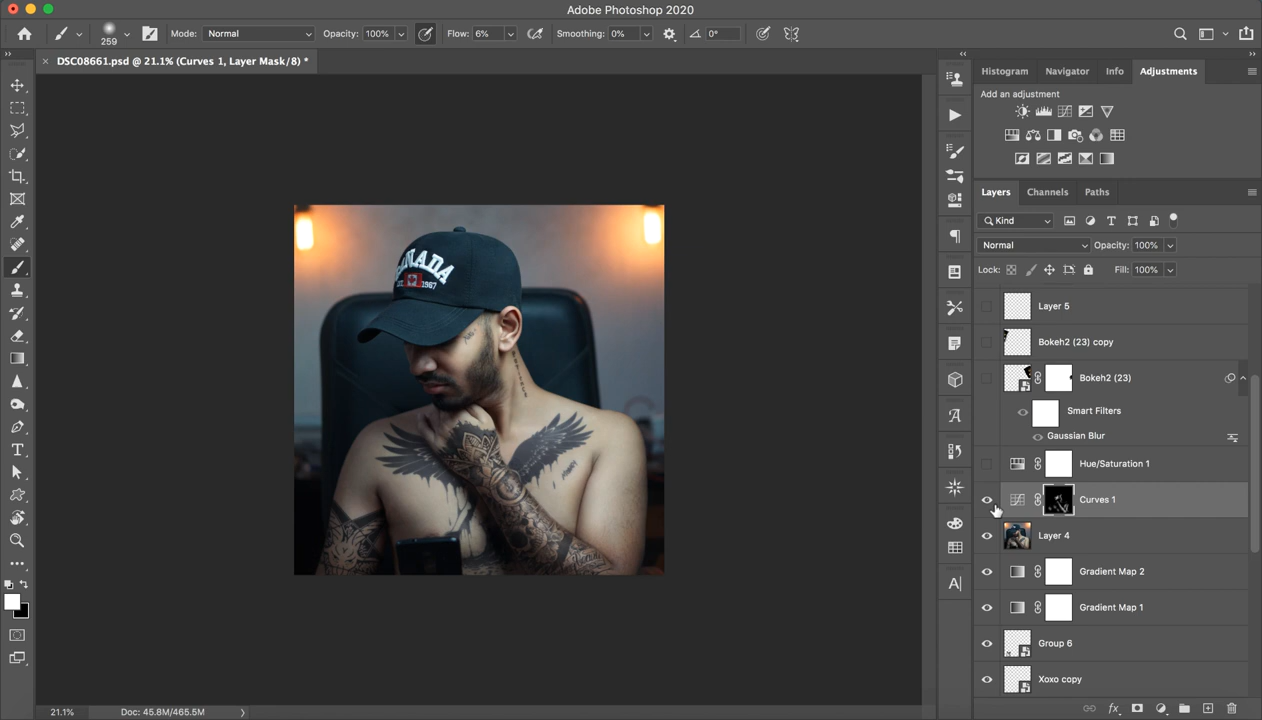 Adobe Photoshop 2020
259
Mode: Normal
Opacity: 100%
Flow: 6%
Smoothing: 0%
0°
DSC08661.psd @ 21.1% (Curves 1, Layer Mask/8) *
Histogram
Navigator
Info
Adjustments
Add an adjustment
Layers
Channels
Paths
Kind
Normal
Opacity: 100%
Lock:
Fill: 100%
Layer 5
Bokeh2 (23) copy
Bokeh2 (23)
Smart Filters
Gaussian Blur
Hue/Saturation 1
Curves 1
Layer 4
Gradient Map 2
Gradient Map 1
Group 6
Xoxo copy
NADA
EST.
1987
21.1%
Doc: 45.8M/465.5M